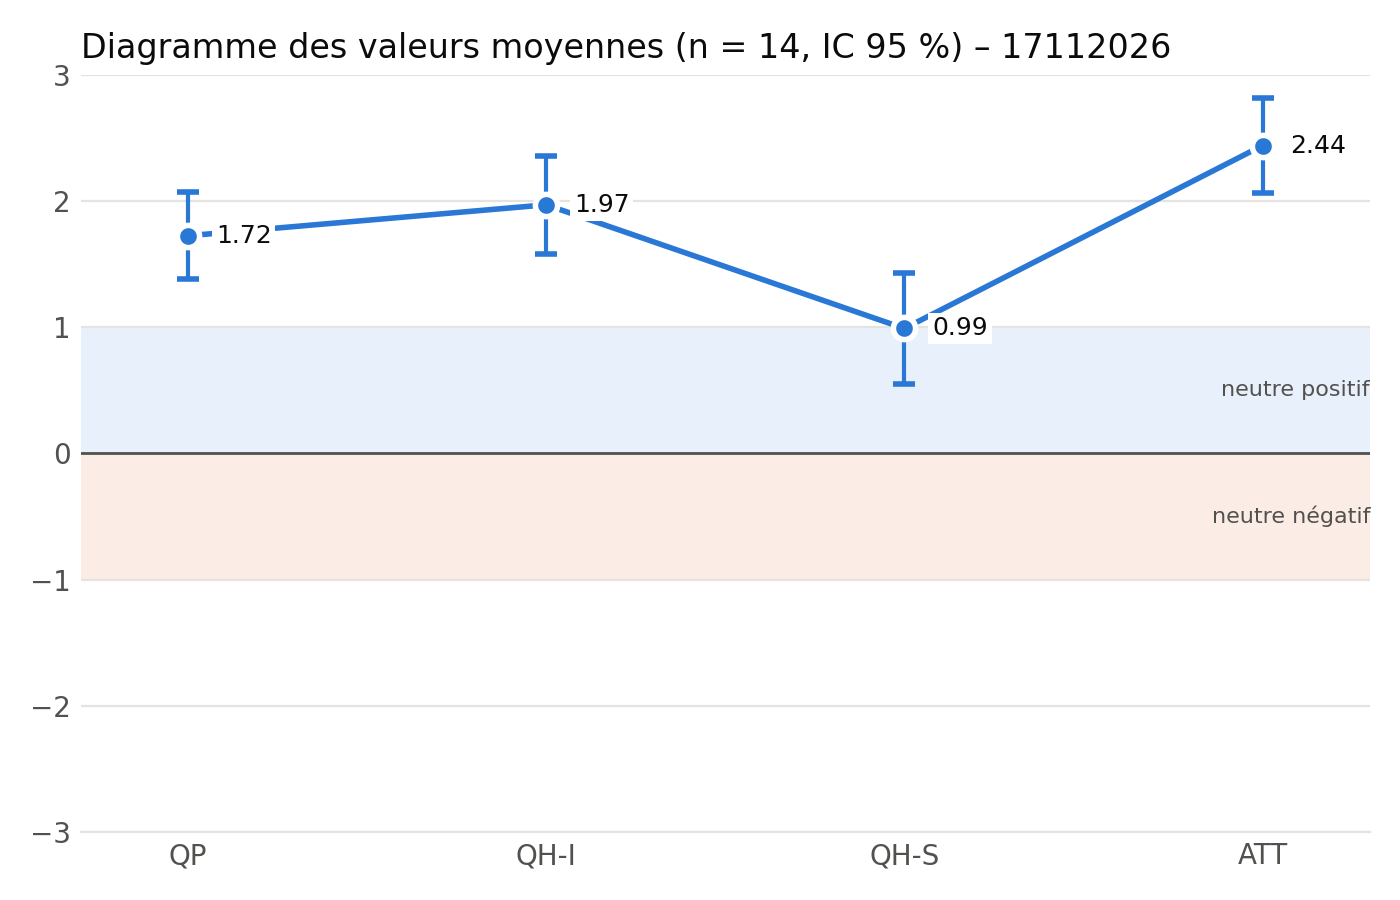 Diagramme des valeurs moyennes (n = 14, IC 95 %) – 17112026
3
2
1
0
−1
−2
−3
1.72
1.97
0.99
2.44
neutre positif
neutre négatif
QP
QH-I
QH-S
ATT